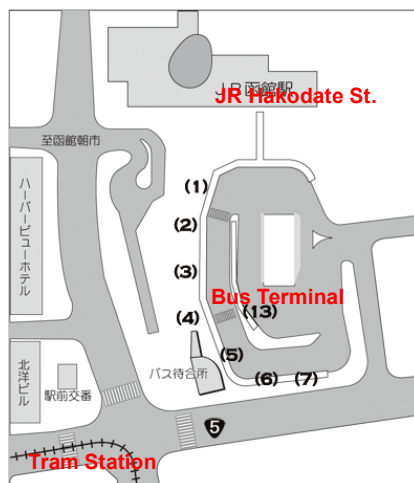 JR函館駅
JR Hakodate St.
至函館朝市
(1)
ハーバービューホテル
(2)
(3)
Bus Terminal
(13)
(4)
(5)
北洋ビル
駅前交番
バス待合所
(6)
(7)
5
Tram Station